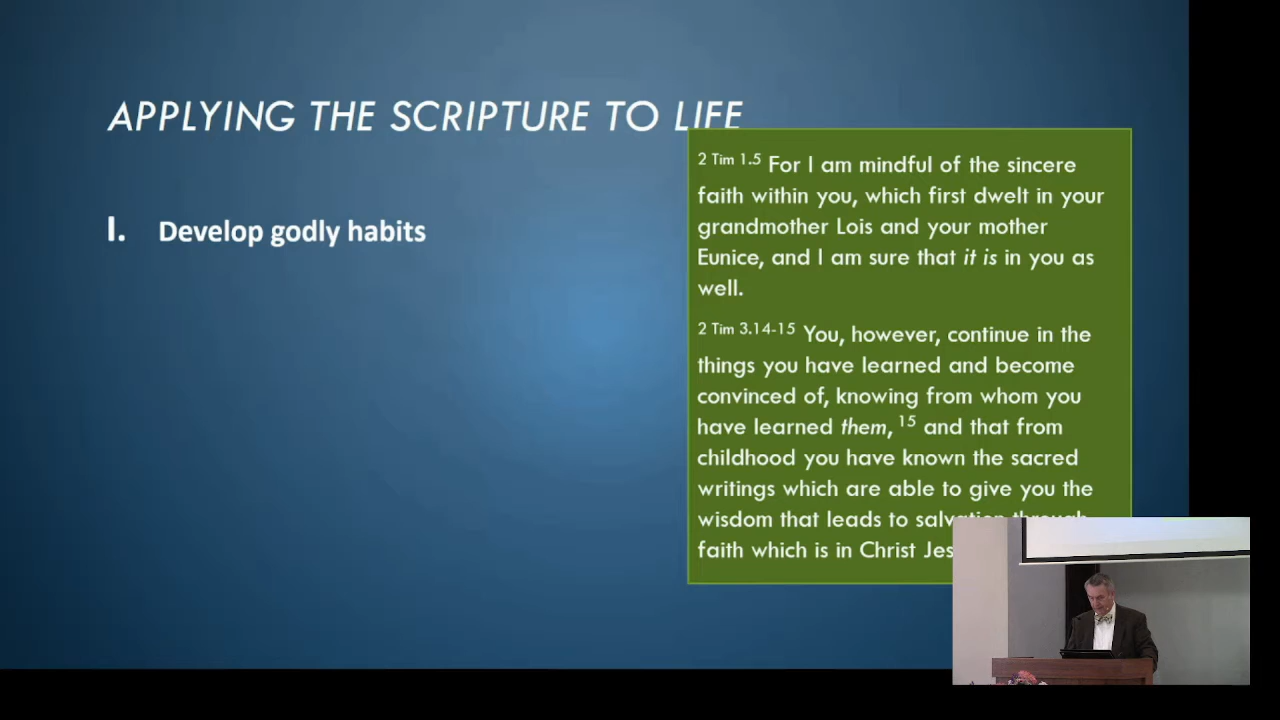 APPLYING THE SCRIPTURE TO LIFE
I. Develop godly habits
2 Tim 1.5 For I am mindful of the sincere
faith within you, which first dwelt in your
grandmother Lois and your mother
Eunice, and I am sure that it is in you as
well.
2 Tim 3.14-15 You, however, continue in the
things you have learned and become
convinced of, knowing from whom you
have learned them, 15 and that from
childhood you have known the sacred
writings which are able to give you the
wisdom that leads to salvation through
faith which is in Christ Jes